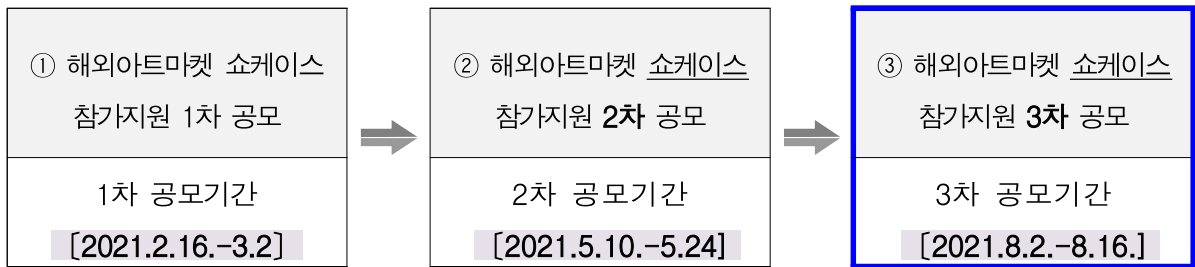 ① 해외아트마켓 쇼케이스
참가지원 1차 공모
1차 공모기간
[2021.2.16.-3.2]
② 해외아트마켓 쇼케이스
참가지원 2차 공모
2차 공모기간
[2021.5.10.-5.24]
③ 해외아트마켓 쇼케이스
참가지원 3차 공모
3차 공모기간
[2021.8.2.-8.16.]